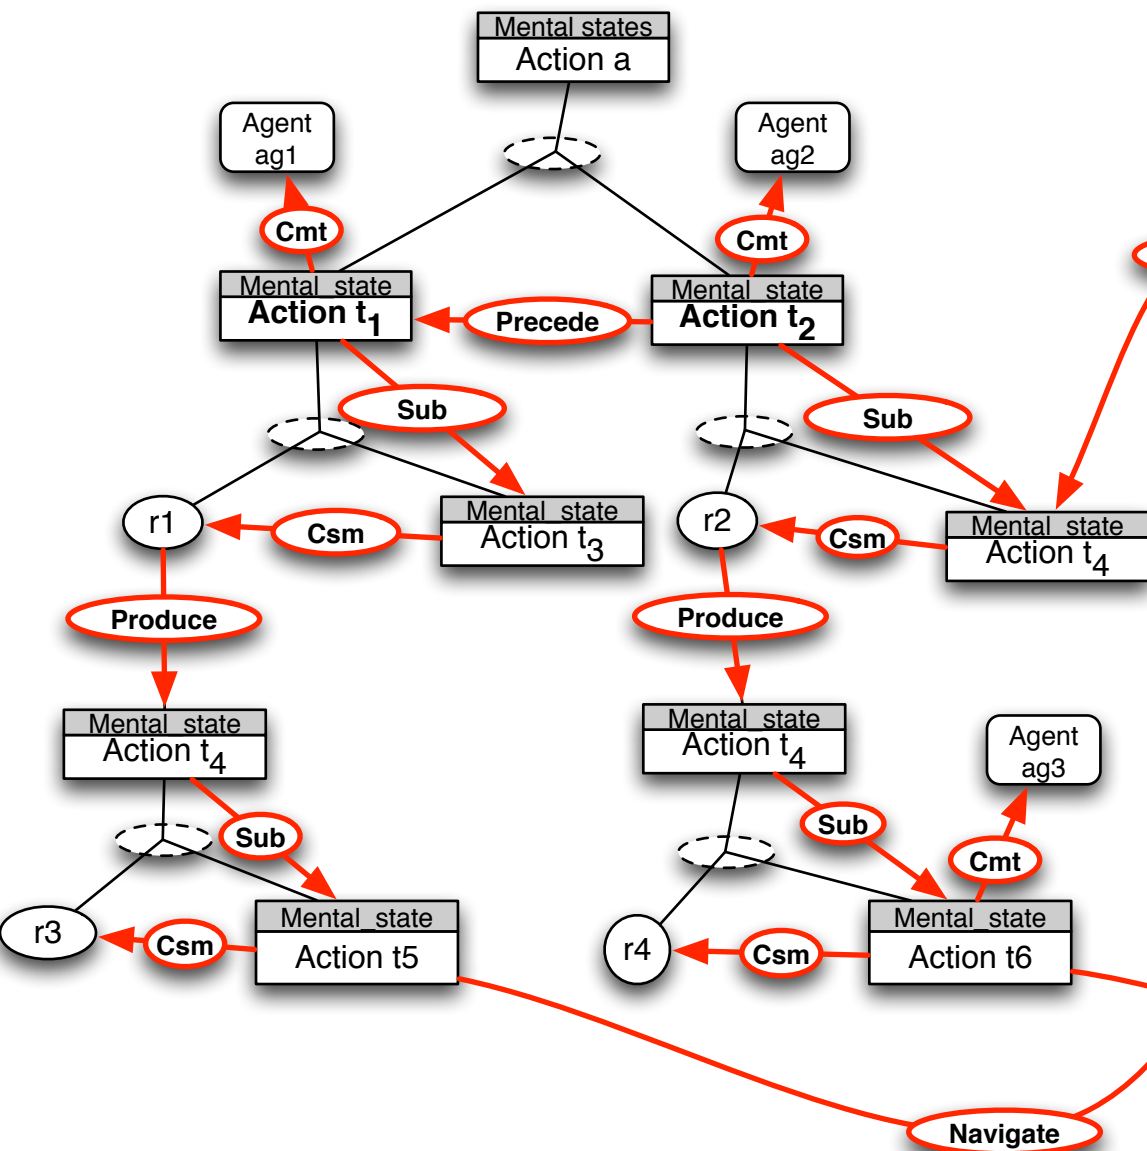 Mental states
Action a
Agent
ag1
Agent
ag2
Cmt
Cmt
Mental_state
Action t1
Precede
Mental_state
Action t2
Sub
Sub
r1
Csm
Mental_state
Action t3
r2
Csm
Mental_state
Action t4
Produce
Produce
Mental_state
Action t4
Mental_state
Action t4
Agent
ag3
Sub
Sub
Cmt
r3
Csm
Mental_state
Action t5
r4
Csm
Mental_state
Action t6
Navigate